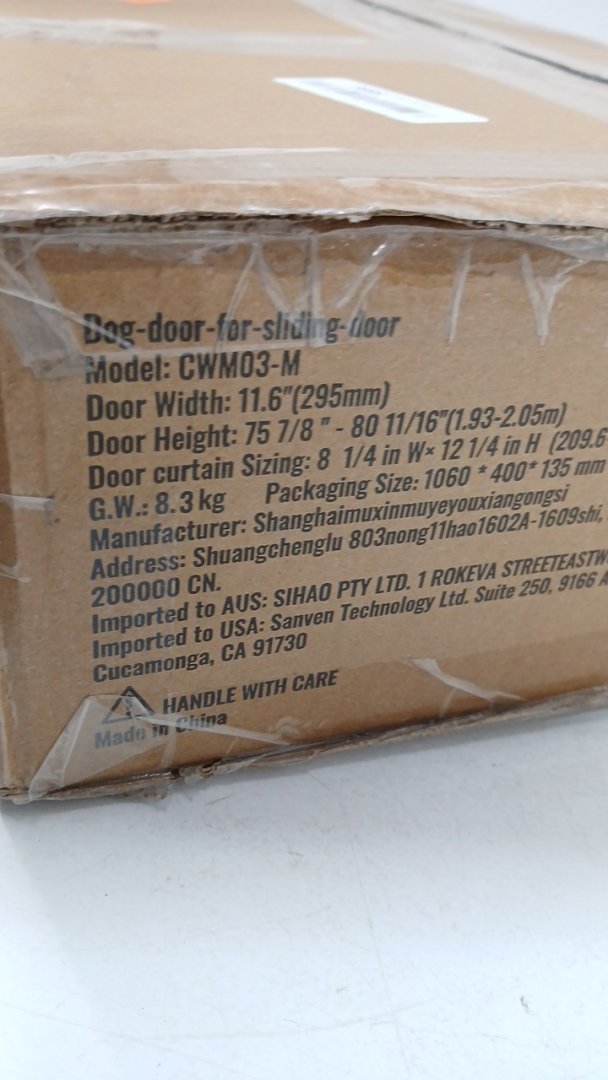 Dog-door-for-sliding-door
Model: CWM03-M
Door Width: 11.6"(295mm)
Door Height: 75 7/8 " - 80 11/16"(1.93-2.05m)
Door curtain Sizing: 8 1/4 in W× 12 1/4 in H (209.6
G.W.: 8.3kg Packaging Size: 1060 * 400* 135 mm
Manufacturer: Shanghaimuxinmuyeyouxiangongsi
Address: Shuangchenglu 803nong11hao1602A-1609shi,
200000 CN.
Imported to AUS: SIHAO PTY LTD. 1 ROKEVA STREETEASTW
Imported to USA: Sanven Technology Ltd. Suite 250, 9166 A
Cucamonga, CA 91730
HANDLE WITH CARE
Made in China